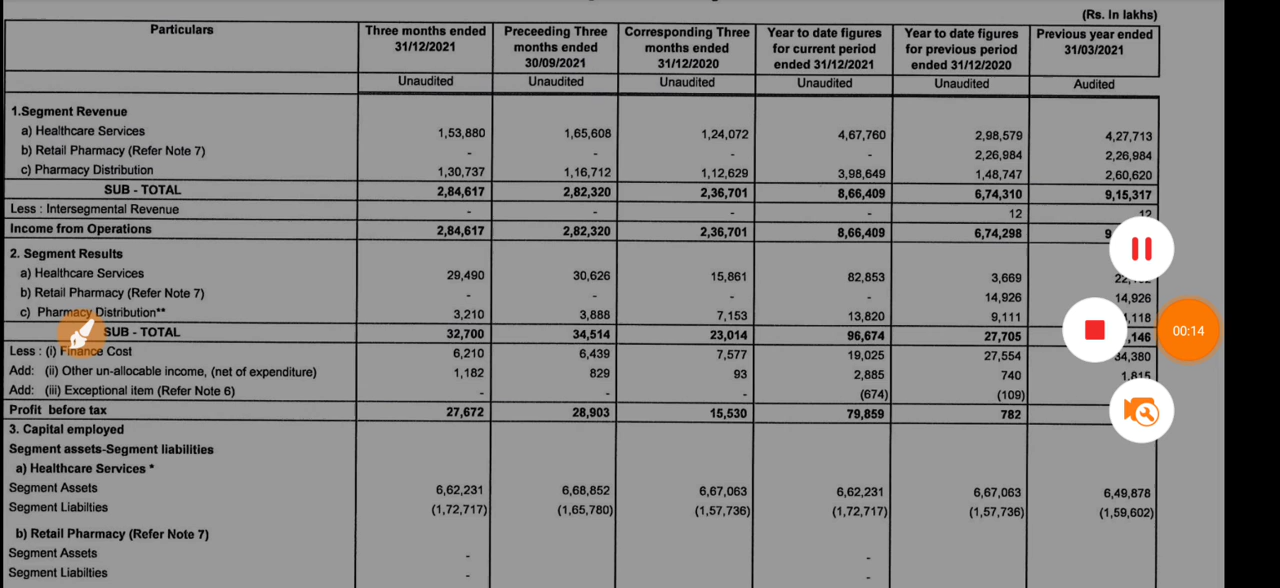 (Rs. In lakhs)
Particulars Three months ended 31/12/2021 Preceeding Three months ended 30/09/2021 Corresponding Three months ended 31/12/2020 Year to date figures for current period ended 31/12/2021 Year to date figures for previous period ended 31/12/2020 Previous year ended 31/03/2021
Unaudited Unaudited Unaudited Unaudited Unaudited Audited
1.Segment Revenue
a) Healthcare Services 1,53,880 1,65,608 1,24,072 4,67,760 2,98,579 4,27,713
b) Retail Pharmacy (Refer Note 7) - - - - 2,26,984 2,26,984
c) Pharmacy Distribution 1,30,737 1,16,712 1,12,629 3,98,649 1,48,747 2,60,620
SUB - TOTAL 2,84,617 2,82,320 2,36,701 8,66,409 6,74,310 9,15,317
Less : Intersegmental Revenue - - - - 12 12
Income from Operations 2,84,617 2,82,320 2,36,701 8,66,409 6,74,298
2. Segment Results
a) Healthcare Services 29,490 30,626 15,861 82,853 3,669
b) Retail Pharmacy (Refer Note 7) - - - - 14,926 14,926
c) Pharmacy Distribution** 3,210 3,888 7,153 13,820 9,111
SUB - TOTAL 32,700 34,514 23,014 96,674 27,705
Less : (i) Finance Cost 6,210 6,439 7,577 19,025 27,554 34,380
Add: (ii) Other un-allocable income, (net of expenditure) 1,182 829 93 2,885 740 1,815
Add: (iii) Exceptional item (Refer Note 6) - - - (674) (109)
Profit before tax 27,672 28,903 15,530 79,859 782
3. Capital employed
Segment assets-Segment liabilities
a) Healthcare Services *
Segment Assets 6,62,231 6,68,852 6,67,063 6,62,231 6,67,063 6,49,878
Segment Liabilties (1,72,717) (1,65,780) (1,57,736) (1,72,717) (1,57,736) (1,59,602)
b) Retail Pharmacy (Refer Note 7)
Segment Assets - -
Segment Liabilties - -
00:14